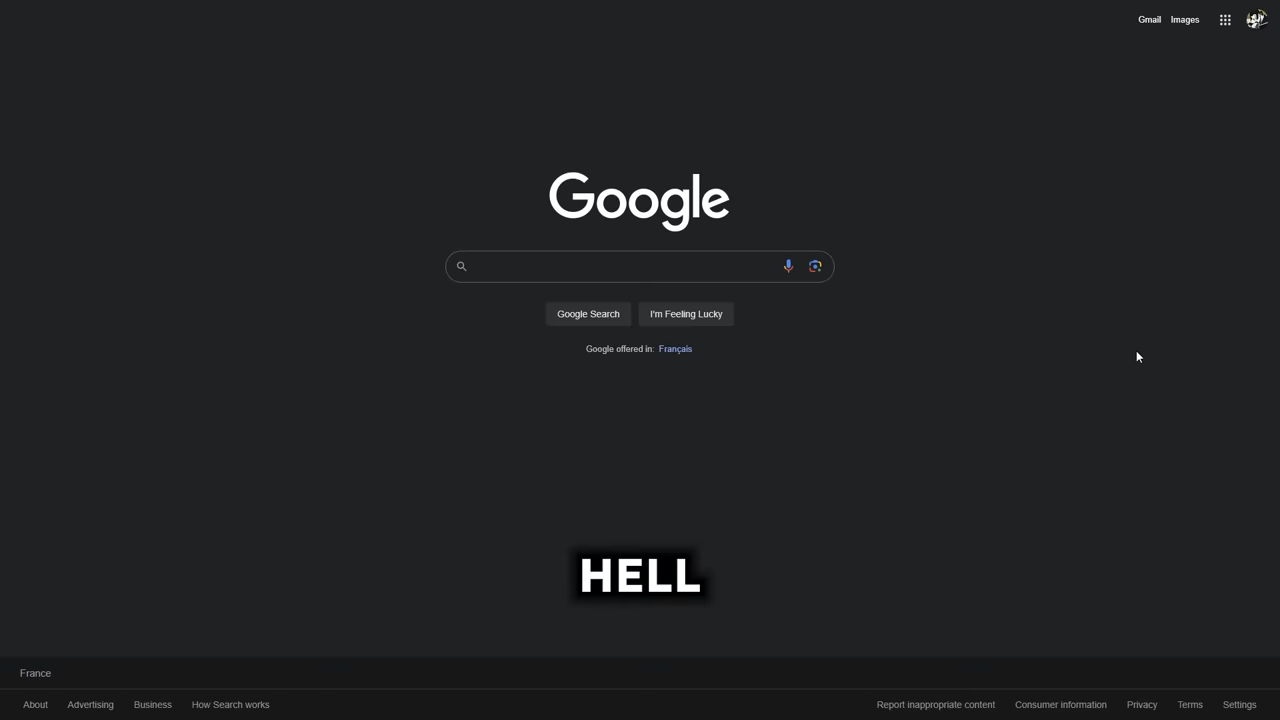 Gmail Images
Google
Google Search I'm Feeling Lucky
Google offered in: Français
HELL
France
About Advertising Business How Search works Report inappropriate content Consumer information Privacy Terms Settings